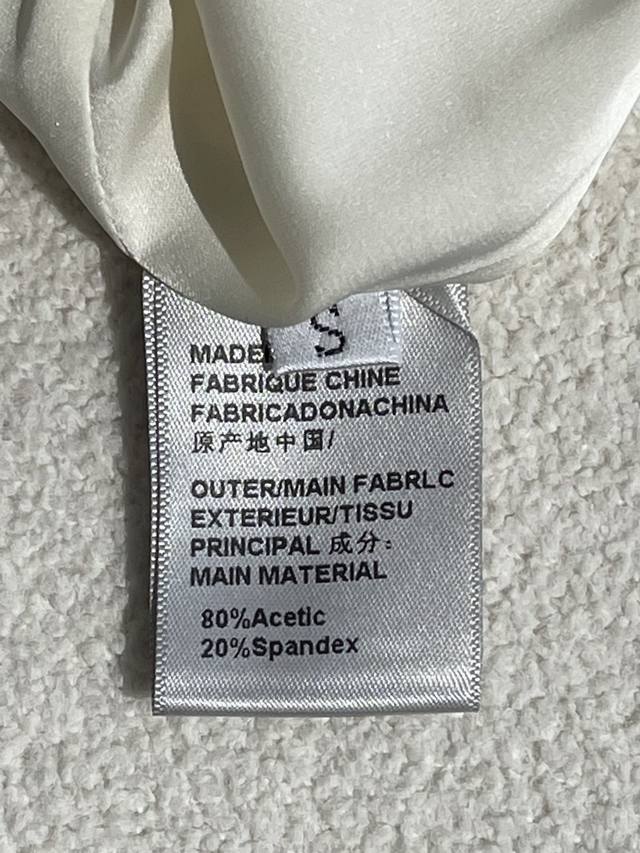 S
MADE
FABRIQUE CHINE
FABRICADONACHINA
原产地中国/
OUTER/MAIN FABRLC
EXTERIEUR/TISSU
PRINCIPAL 成分:
MAIN MATERIAL
80%Acetic
20%Spandex